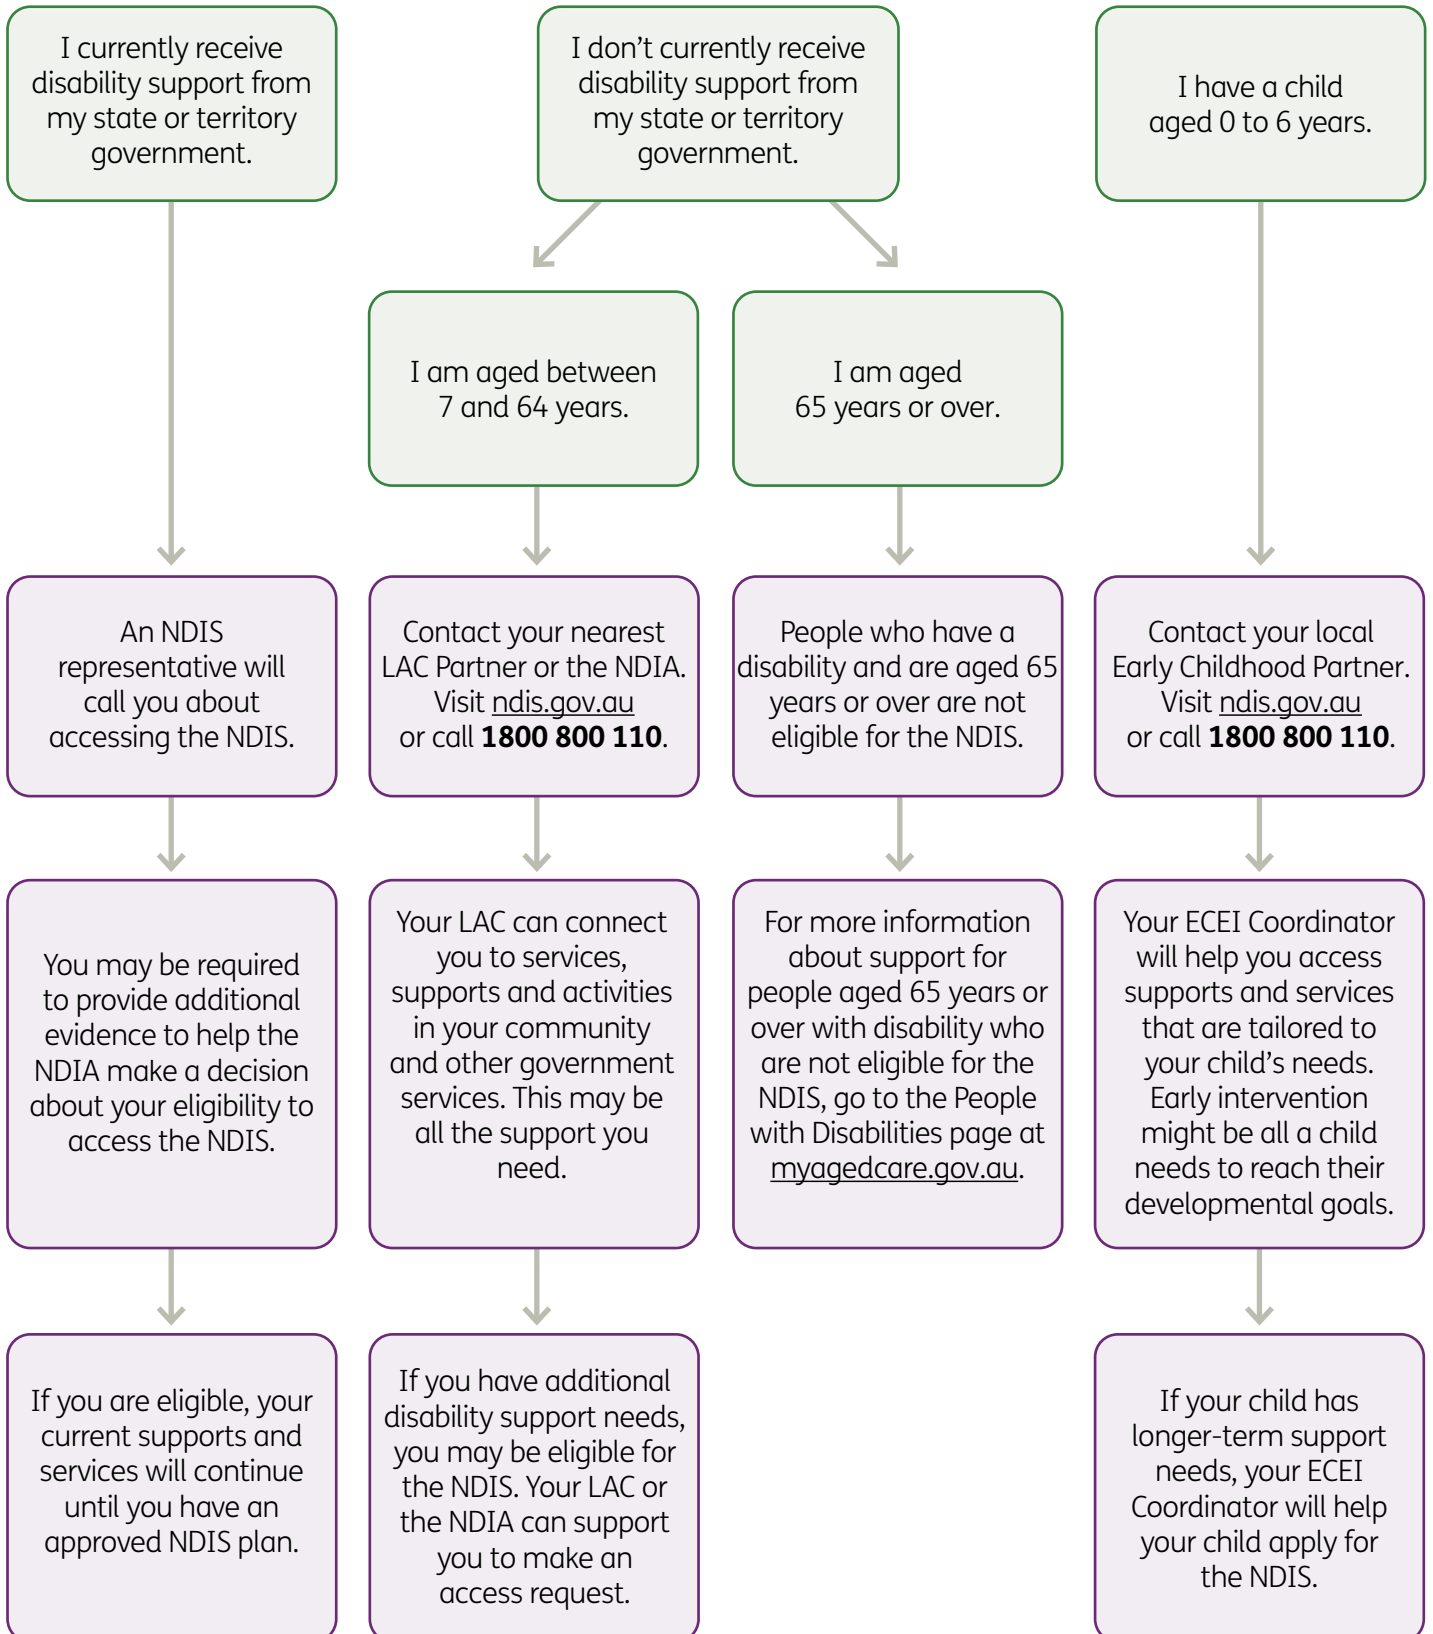 I currently receive
disability support from
my state or territory
government.
I don't currently receive
disability support from
my state or territory
government.
I have a child
aged 0 to 6 years.
I am aged between
7 and 64 years.
I am aged
65 years or over.
An NDIS
representative will
call you about
accessing the NDIS.
Contact your nearest
LAC Partner or the NDIA.
Visit ndis.gov.au
or call 1800 800 110.
People who have a
disability and are aged 65
years or over are not
eligible for the NDIS.
Contact your local
Early Childhood Partner.
Visit ndis.gov.au
or call 1800 800 110.
You may be required
to provide additional
evidence to help the
NDIA make a decision
about your eligibility to
access the NDIS.
Your LAC can connect
you to services,
supports and activities
in your community
and other government
services. This may be
all the support you
need.
For more information
about support for
people aged 65 years or
over with disability who
are not eligible for the
NDIS, go to the People
with Disabilities page at
myagedcare.gov.au.
Your ECEI Coordinator
will help you access
supports and services
that are tailored to
your child's needs.
Early intervention
might be all a child
needs to reach their
developmental goals.
If you are eligible, your
current supports and
services will continue
until you have an
approved NDIS plan.
If you have additional
disability support needs,
you may be eligible for
the NDIS. Your LAC or
the NDIA can support
you to make an
access request.
If your child has
longer-term support
needs, your ECEI
Coordinator will help
your child apply for
the NDIS.